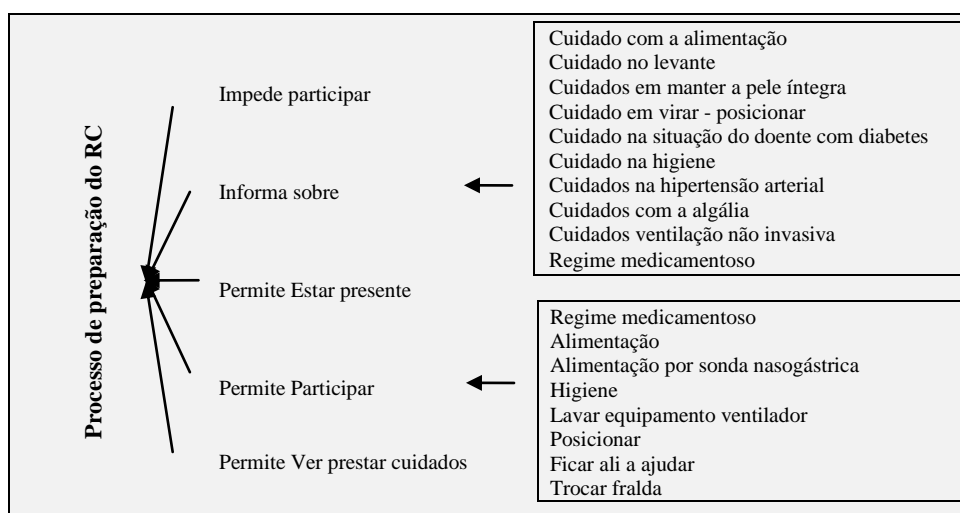 Processo de preparação do RC
Impede participar
Informa sobre
Permite Estar presente
Permite Participar
Permite Ver prestar cuidados
Cuidado com a alimentação
Cuidado no levante
Cuidados em manter a pele íntegra
Cuidado em virar - posicionar
Cuidado na situação do doente com diabetes
Cuidado na higiene
Cuidados na hipertensão arterial
Cuidados com a algália
Cuidados ventilação não invasiva
Regime medicamentoso
Regime medicamentoso
Alimentação
Alimentação por sonda nasogástrica
Higiene
Lavar equipamento ventilador
Posicionar
Ficar ali a ajudar
Trocar fralda